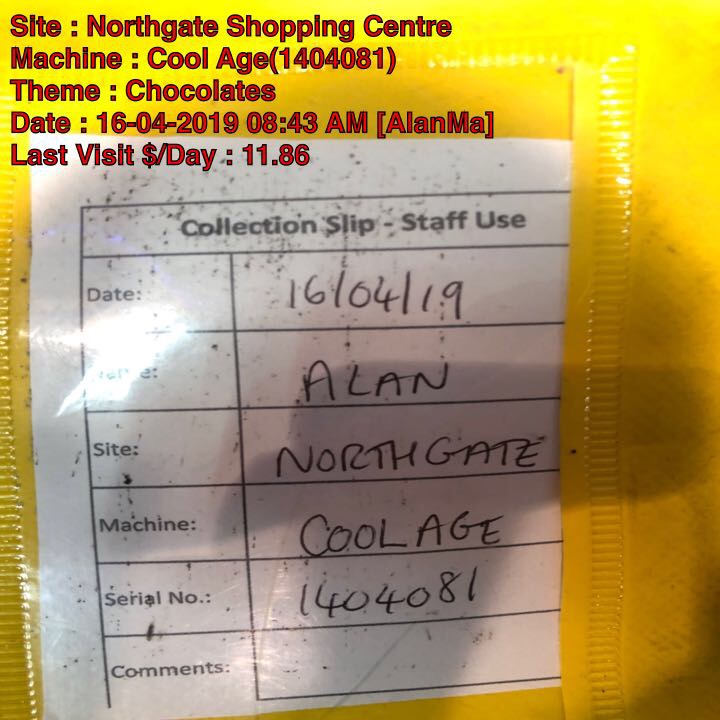 Site : Northgate Shopping Centre
Machine : Cool Age(1404081)
Theme : Chocolates
Date : 16-04-2019 08:43 AM [AlanMa]
Last Visit $/Day : 11.86
Collection Slip - Staff Use
Date: 16/04/19
ALAN
Site: NORTHGATE
Machine: COOL AGE
Serial No.: 1404081
Comments: